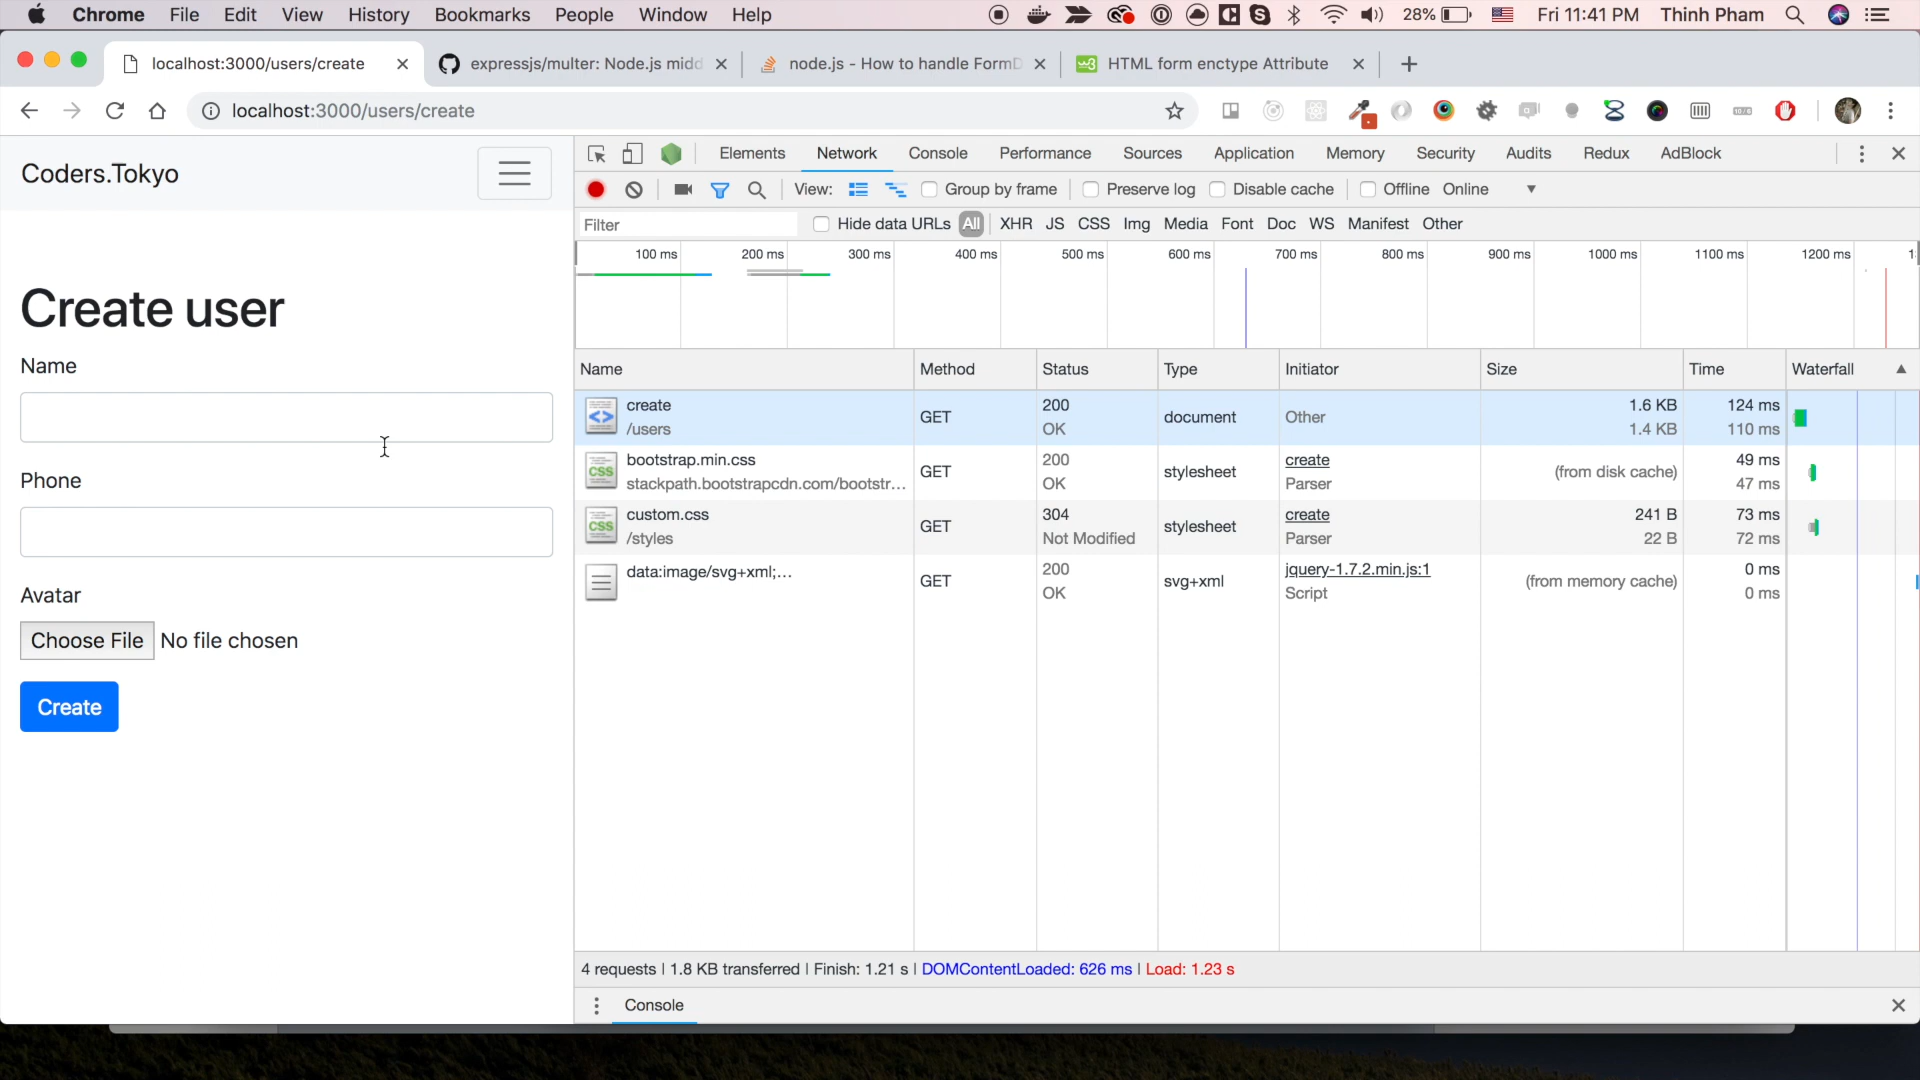 Chrome File Edit View History Bookmarks People Window Help 28% Fri 11:41 PM Thinh Pham
localhost:3000/users/create expressjs/multer: Node.js midd node.js - How to handle FormD HTML form enctype Attribute
localhost:3000/users/create
Coders.Tokyo
Create user
Name
Phone
Avatar
Choose File No file chosen
Create
Elements Network Console Performance Sources Application Memory Security Audits Redux AdBlock
View: Group by frame Preserve log Disable cache Offline Online
Filter Hide data URLs All XHR JS CSS Img Media Font Doc WS Manifest Other
100 ms 200 ms 300 ms 400 ms 500 ms 600 ms 700 ms 800 ms 900 ms 1000 ms 1100 ms 1200 ms
Name Method Status Type Initiator Size Time Waterfall
create 200 1.6 KB 124 ms
GET document Other
/users OK 1.4 KB 110 ms
bootstrap.min.css 200 create 49 ms
CSS GET stylesheet (from disk cache)
stackpath.bootstrapcdn.com/bootstr... OK Parser 47 ms
custom.css 304 create 241 B 73 ms
CSS GET stylesheet
/styles Not Modified Parser 22 B 72 ms
data:image/svg+xml;... 200 jquery-1.7.2.min.js:1 0 ms
GET svg+xml (from memory cache)
OK Script 0 ms
4 requests | 1.8 KB transferred | Finish: 1.21 s | DOMContentLoaded: 626 ms | Load: 1.23 s
Console